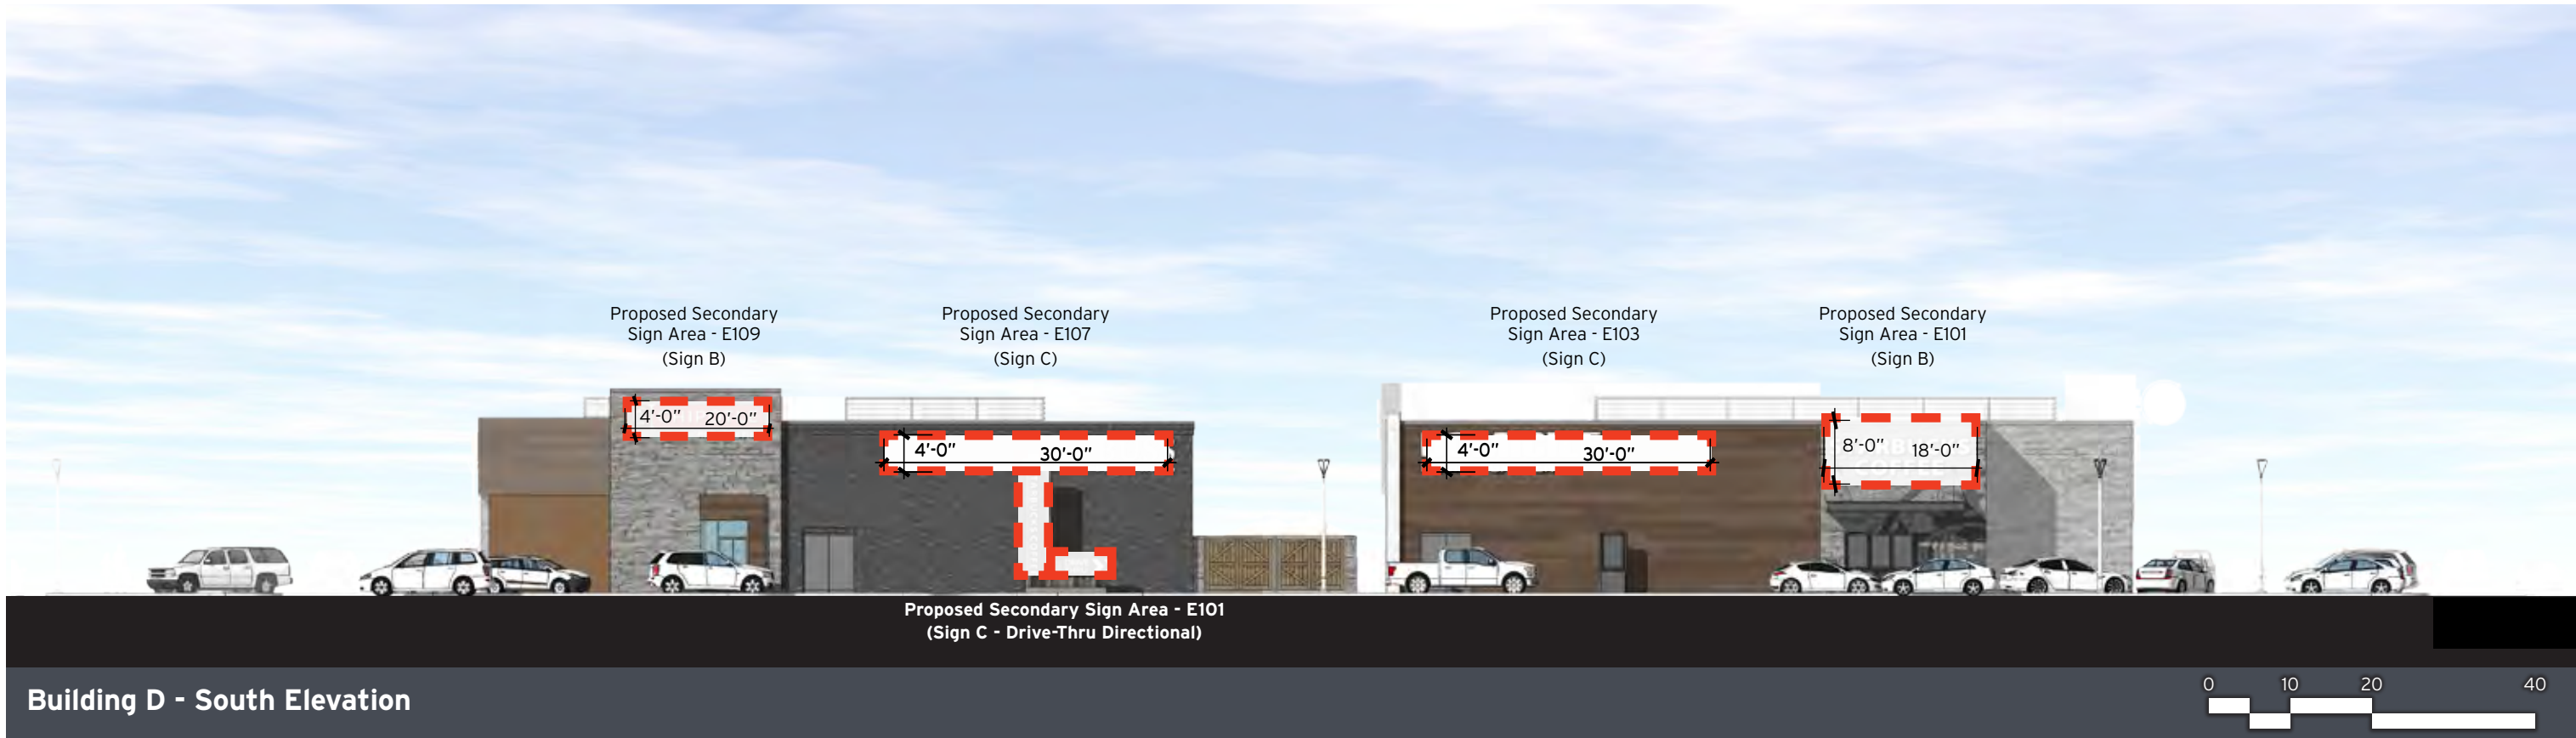 Proposed Secondary
Sign Area - E109
(Sign B)
Proposed Secondary
Sign Area - E107
(Sign C)
Proposed Secondary
Sign Area - E103
(Sign C)
Proposed Secondary
Sign Area - E101
(Sign B)
4'-0" 20'-0"
4'-0" 30'-0"
4'-0" 30'-0"
8'-0" 18'-0"
COFFEE
Proposed Secondary Sign Area - E101
(Sign C - Drive-Thru Directional)
Building D - South Elevation
0 10 20 40